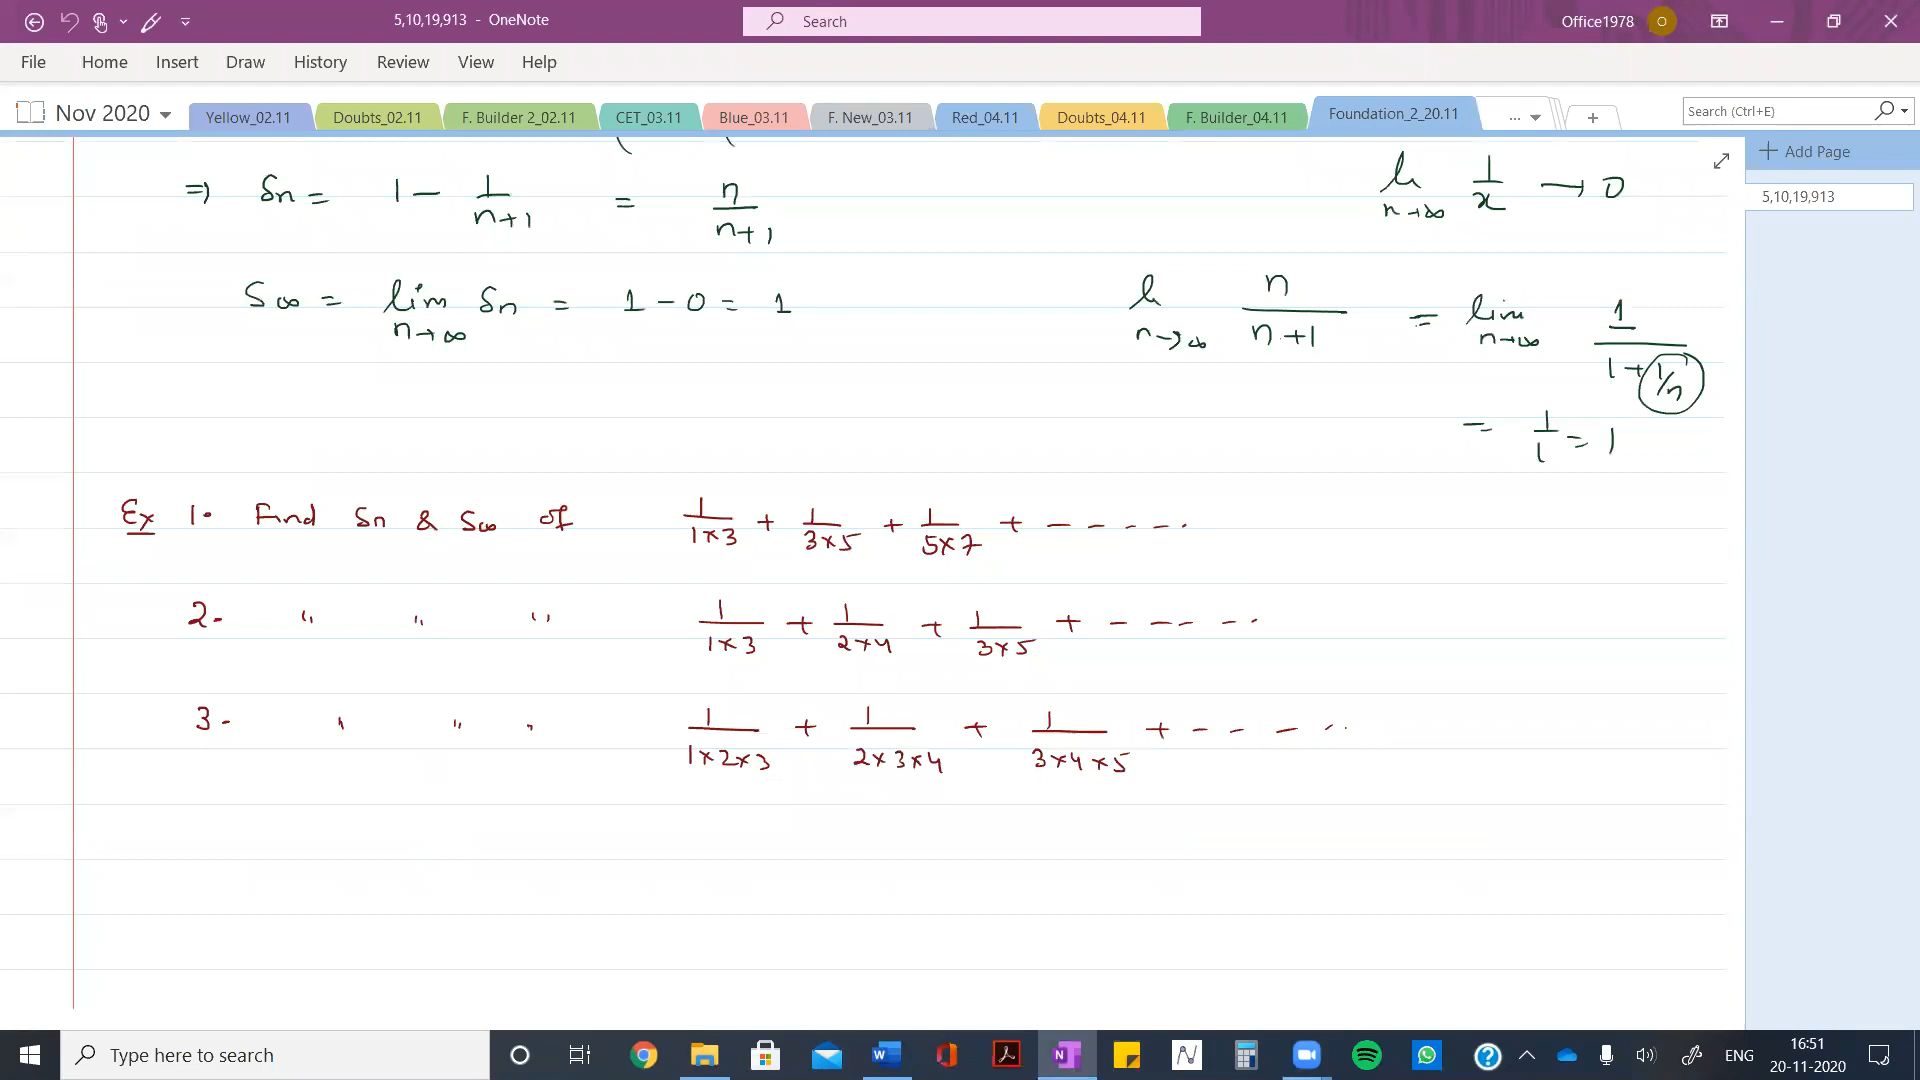 5,10,19,913 - OneNote
Search
Office1978
O
File Home Insert Draw History Review View Help
Nov 2020
Yellow_02.11 Doubts_02.11 F. Builder 2_02.11 CET_03.11 Blue_03.11 F. New_03.11 Red_04.11 Doubts_04.11 F. Builder_04.11 Foundation_2_20.11 ... +
Search (Ctrl+E)
+ Add Page
5,10,19,913
⇒ Sn = 1 - 1/(n+1) = n/(n+1)
li n→∞ 1/x → 0
S∞ = lim n→∞ Sn = 1 - 0 = 1
li n→∞ n/(n+1) = lim n→∞ 1/(1+1/n)
= 1/1 = 1
Ex 1. Find Sn & S∞ of 1/(1×3) + 1/(3×5) + 1/(5×7) + - - - - -
2. " " " 1/(1×3) + 1/(2×4) + 1/(3×5) + - - - - -
3. " " " 1/(1×2×3) + 1/(2×3×4) + 1/(3×4×5) + - - - - -
Type here to search
ENG
16:51
20-11-2020